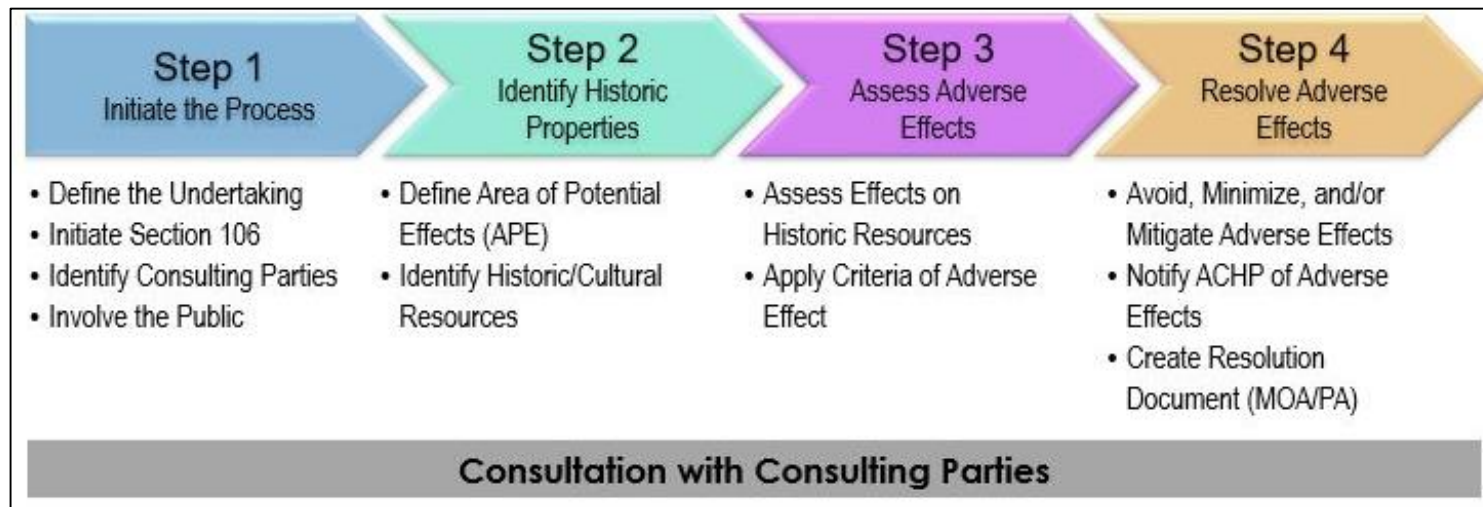 Step 1
Initiate the Process
Step 2
Identify Historic
Properties
Step 3
Assess Adverse
Effects
Step 4
Resolve Adverse
Effects
• Define the Undertaking
• Initiate Section 106
• Identify Consulting Parties
• Involve the Public
• Define Area of Potential
Effects (APE)
• Identify Historic/Cultural
Resources
• Assess Effects on
Historic Resources
• Apply Criteria of Adverse
Effect
• Avoid, Minimize, and/or
Mitigate Adverse Effects
• Notify ACHP of Adverse
Effects
• Create Resolution
Document (MOA/PA)
Consultation with Consulting Parties